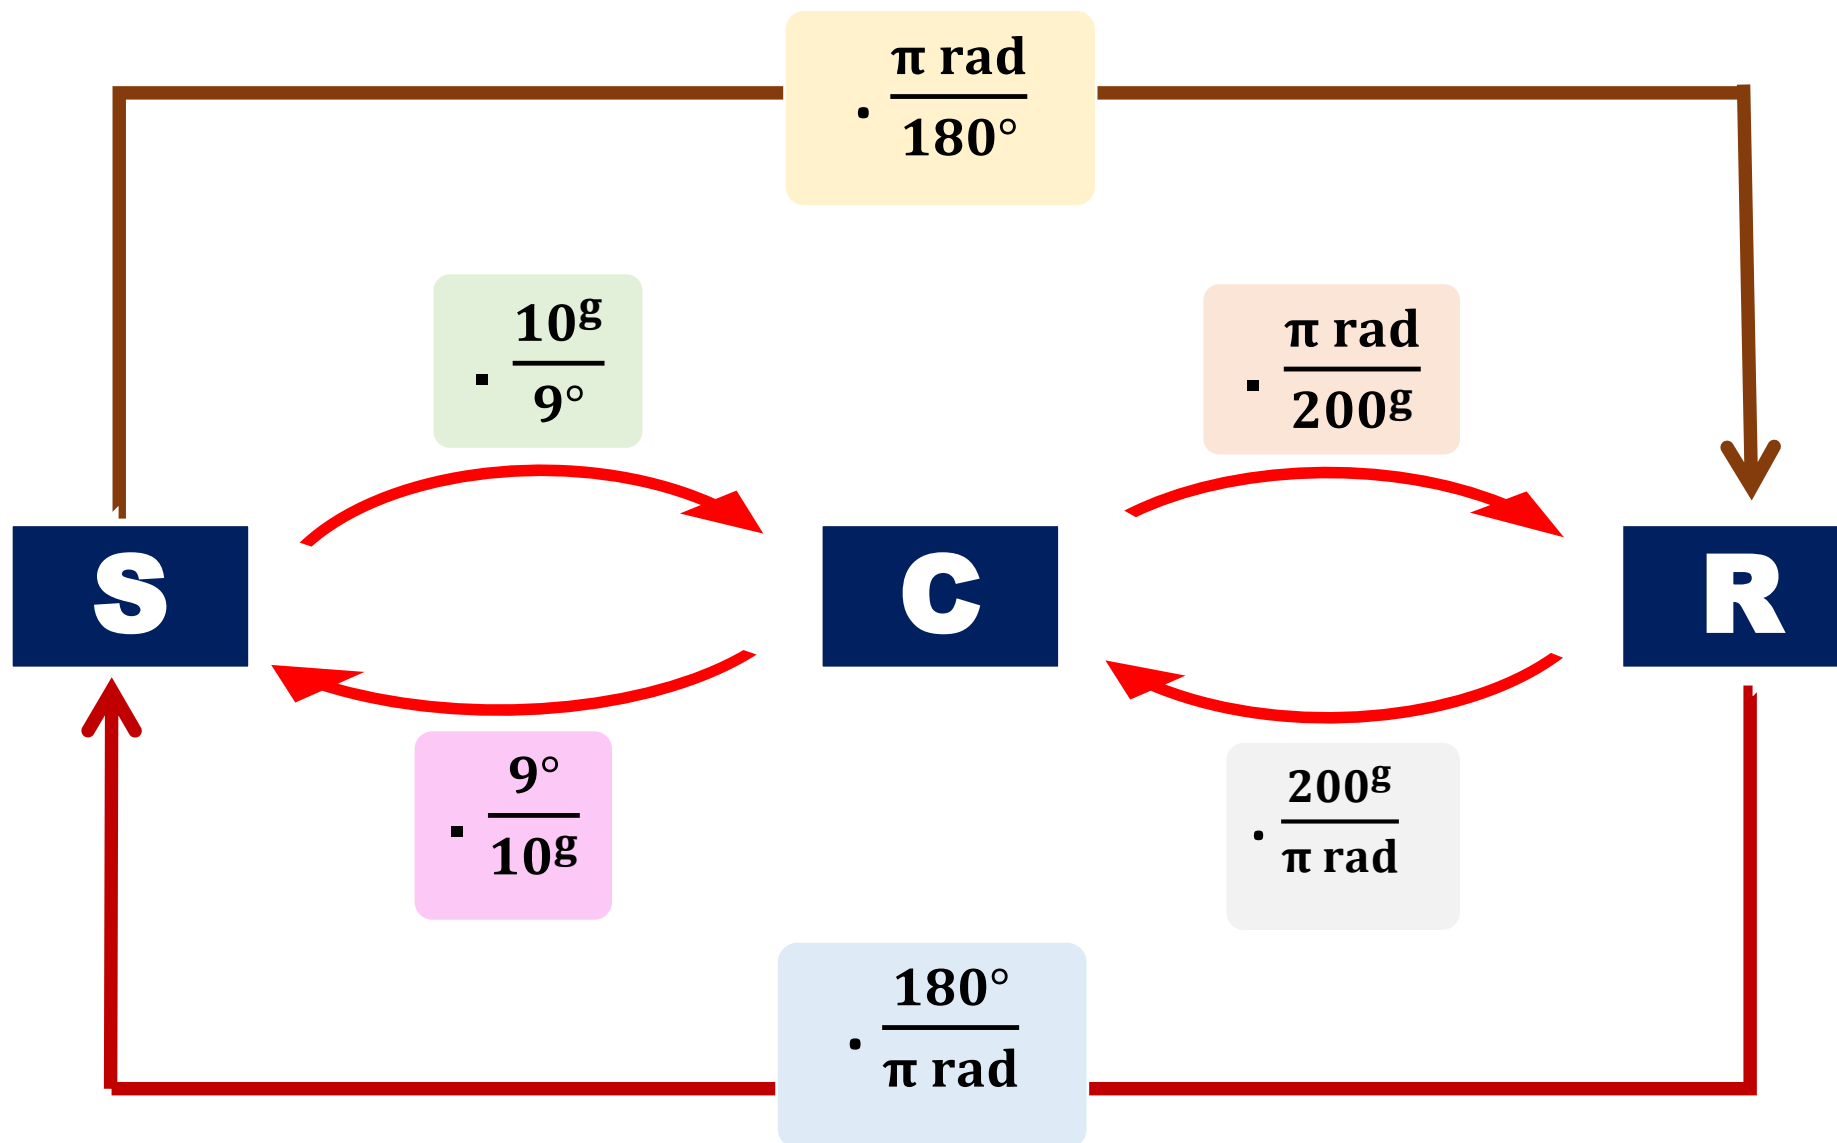 . π rad
180°
. 10ᵍ
9°
. π rad
200ᵍ
S
C
R
. 9°
10ᵍ
. 200ᵍ
π rad
. 180°
π rad